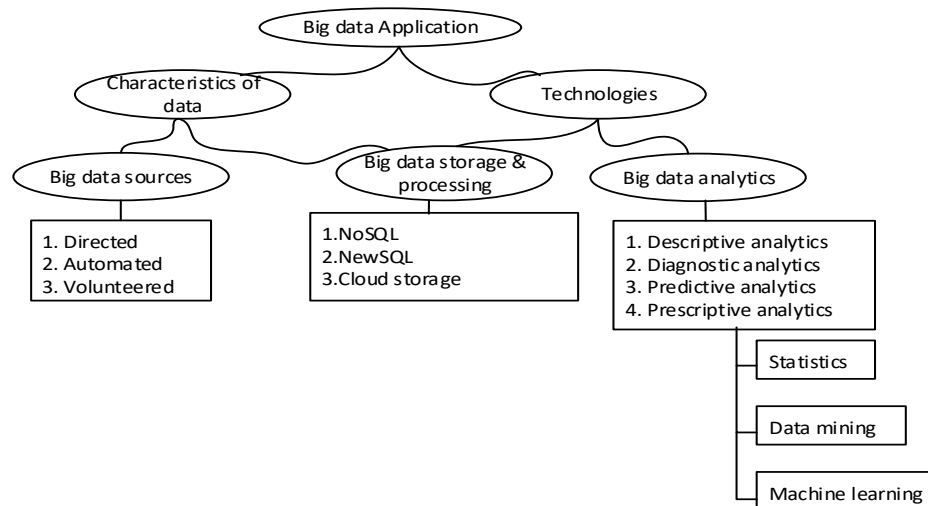 Big data Application
Characteristics of
data
Technologies
Big data sources
Big data storage &
processing
Big data analytics
1. Directed
2. Automated
3. Volunteered
1.NoSQL
2.NewSQL
3.Cloud storage
1. Descriptive analytics
2. Diagnostic analytics
3. Predictive analytics
4. Prescriptive analytics
Statistics
Data mining
Machine learning